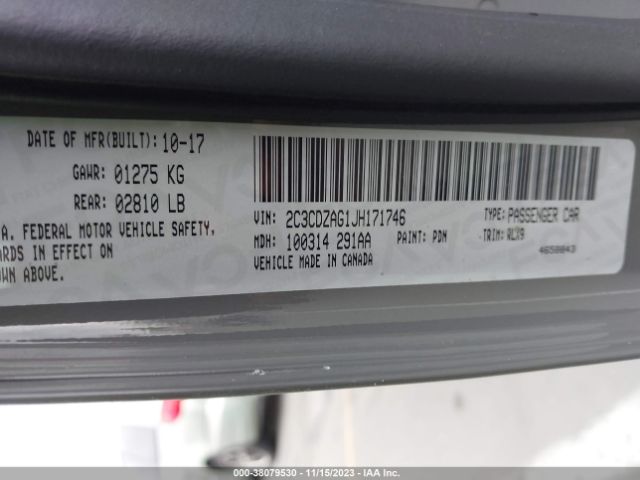 DATE OF MFR(BUILT): 10-17
GAWR: 01275 KG
REAR: 02810 LB
A. FEDERAL MOTOR VEHICLE SAFETY,
ARDS IN EFFECT ON
OWN ABOVE.
VIN: 2C3CDZAG1JH171746
TYPE: PASSENGER CAR
MDH: 100314 291AA
PAINT: PDN
TRIM: RLX9
VEHICLE MADE IN CANADA
4658843
000-38079530 - 11/15/2023 - IAA Inc.